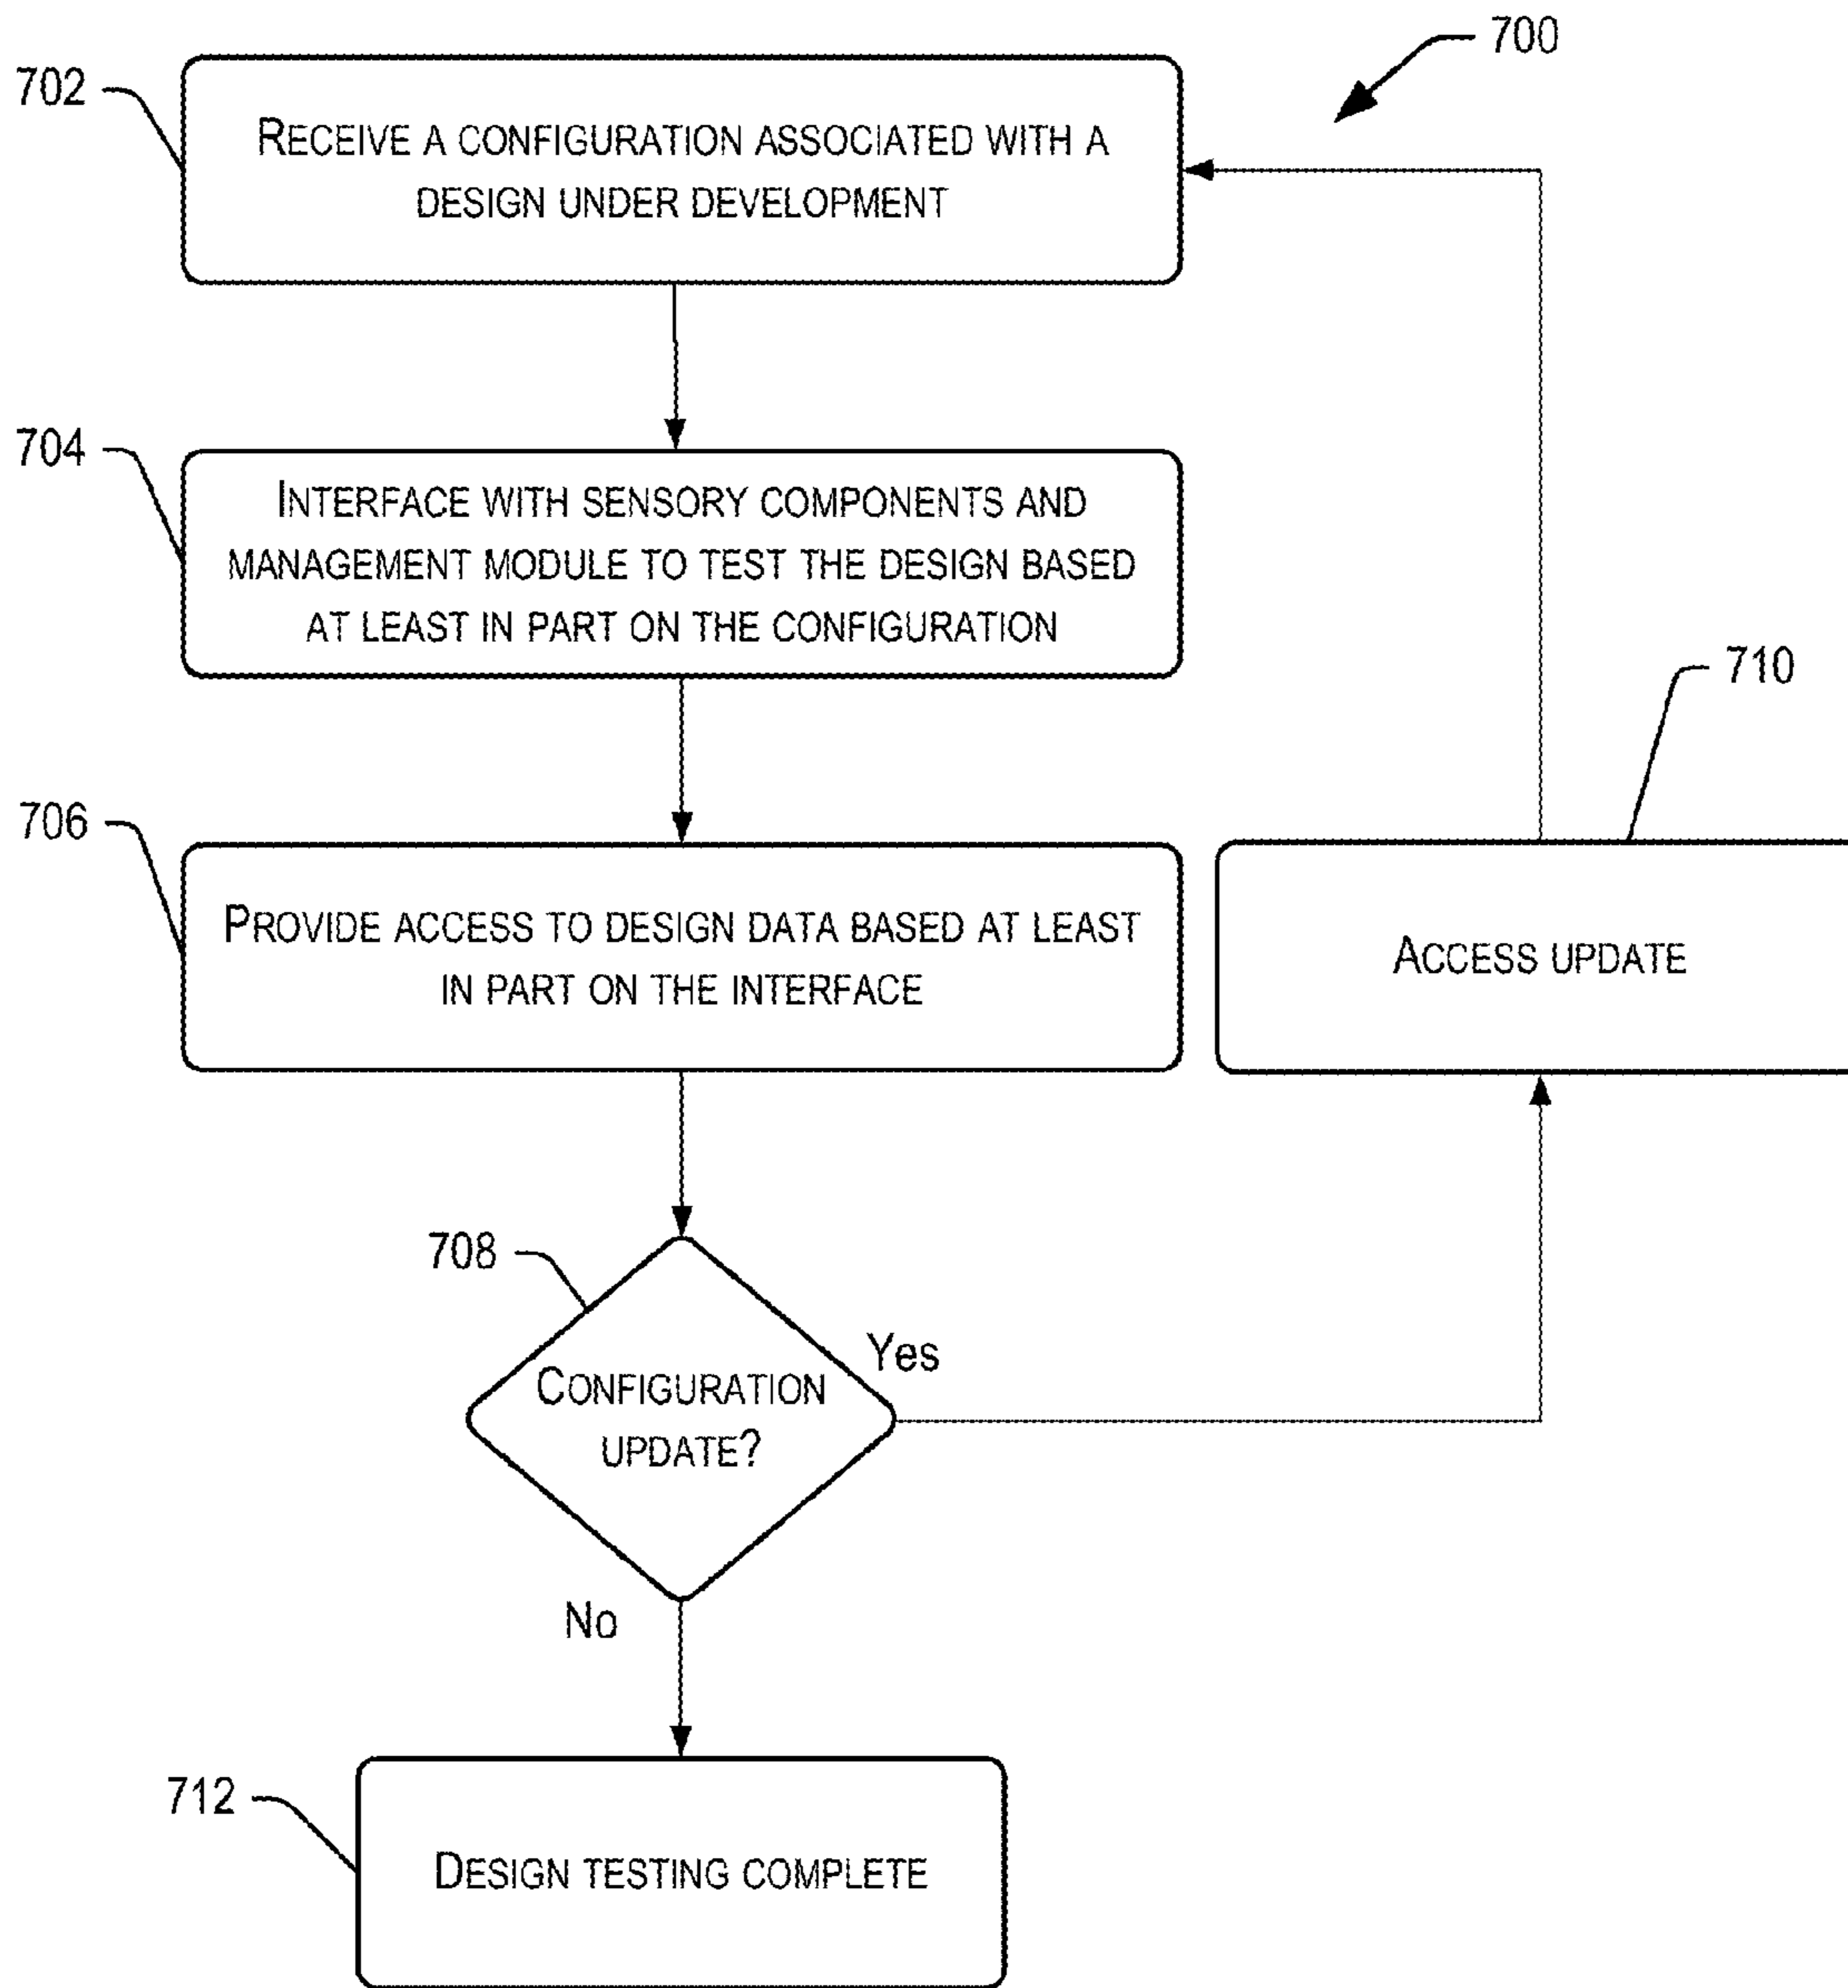 700
702
RECEIVE A CONFIGURATION ASSOCIATED WITH A
DESIGN UNDER DEVELOPMENT
704
INTERFACE WITH SENSORY COMPONENTS AND
MANAGEMENT MODULE TO TEST THE DESIGN BASED
AT LEAST IN PART ON THE CONFIGURATION
710
706
PROVIDE ACCESS TO DESIGN DATA BASED AT LEAST
IN PART ON THE INTERFACE
ACCESS UPDATE
708
Yes
CONFIGURATION
UPDATE?
No
712
DESIGN TESTING COMPLETE